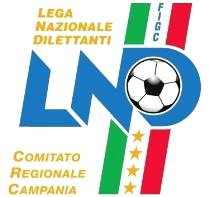 LEGA
NAZIONALE
DILETTANTI
FIGC
LND
COMITATO
REGIONALE
CAMPANIA